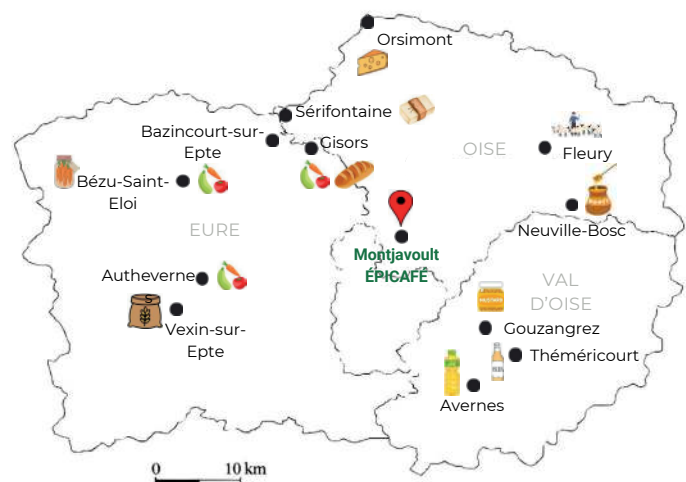 Orsimont
Sérifontaine
Bazincourt-sur-
Epte
Gisors
OISE
Fleury
Bézu-Saint-
Eloi
EURE
Neuville-Bosc
Montjavoult
ÉPICAFÉ
Autheverne
VAL
D'OISE
Vexin-sur-
Epte
Gouzangrez
Théméricourt
Avernes
0
10 km